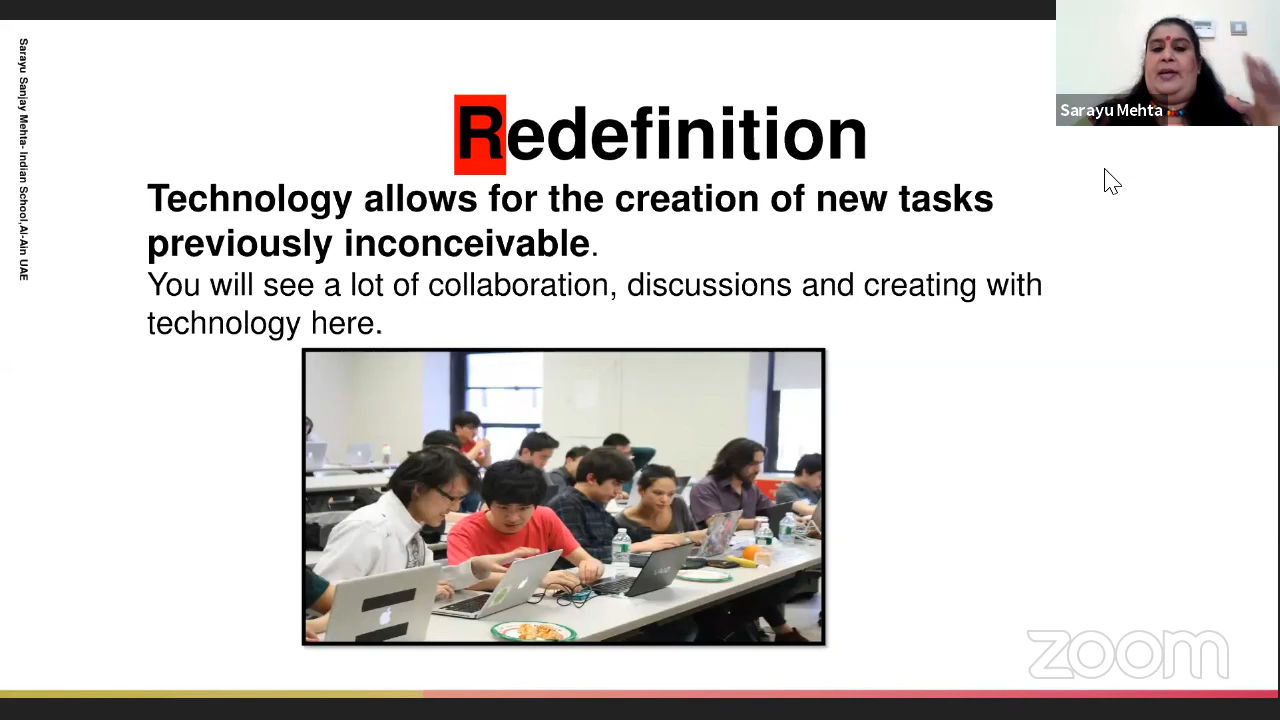 Sarayu Sanjay Mehta- Indian School,Al-Ain UAE
Redefinition
Technology allows for the creation of new tasks
previously inconceivable.
You will see a lot of collaboration, discussions and creating with
technology here.
Sarayu Mehta
zoom